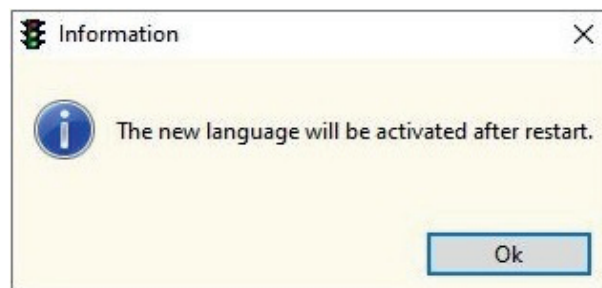 Information
The new language will be activated after restart.
Ok